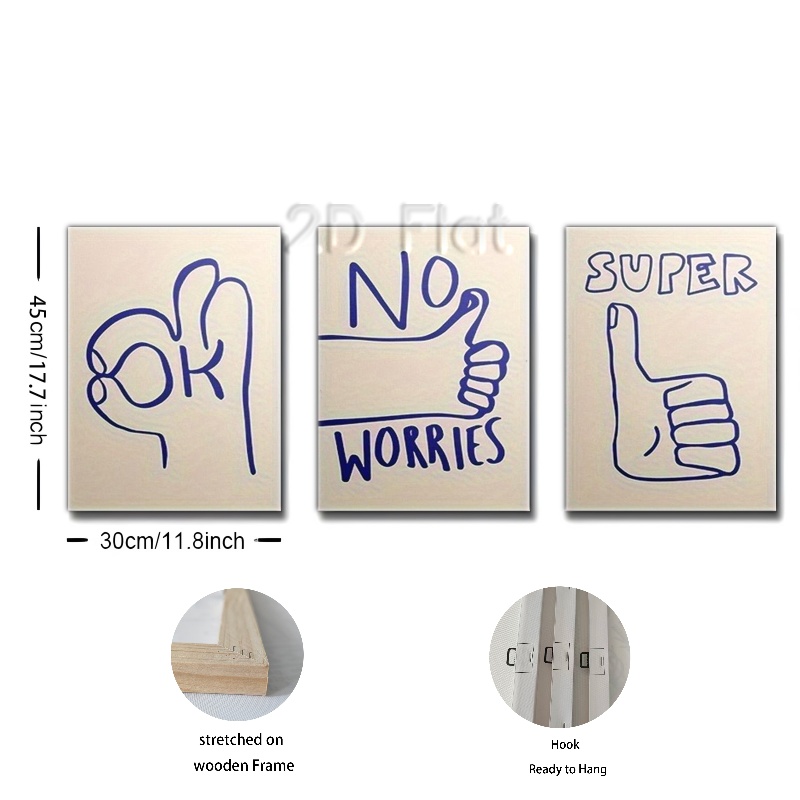 2D Flat
OK
NO
WORRIES
SUPER
45cm/17.7inch
30cm/11.8inch
stretched on
wooden Frame
Hook
Ready to Hang